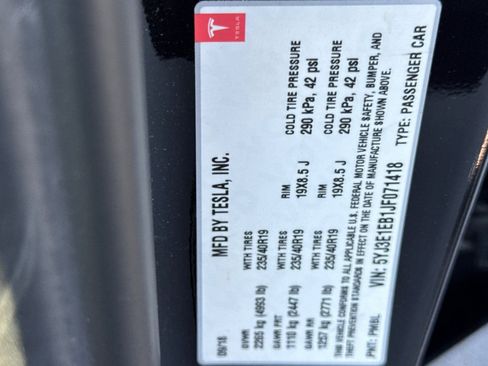 TESLA
MFD BY TESLA, INC.
09/18
GVWR
2265 kg (4993 lb)
WITH TIRES
235/40R19
RIM
19X8.5 J
COLD TIRE PRESSURE
290 kPa, 42 psi
GAWR FRT
1110 kg (2447 lb)
WITH TIRES
235/40R19
RIM
19X8.5 J
COLD TIRE PRESSURE
290 kPa, 42 psi
GAWR RR
1257 kg (2771 lb)
WITH TIRES
235/40R19
THIS VEHICLE CONFORMS TO ALL APPLICABLE U.S. FEDERAL MOTOR VEHICLE SAFETY, BUMPER, AND
THEFT PREVENTION STANDARDS IN EFFECT ON THE DATE OF MANUFACTURE SHOWN ABOVE.
VIN: 5YJ3E1EB1JF071418
TYPE: PASSENGER CAR
PNT: PMBL